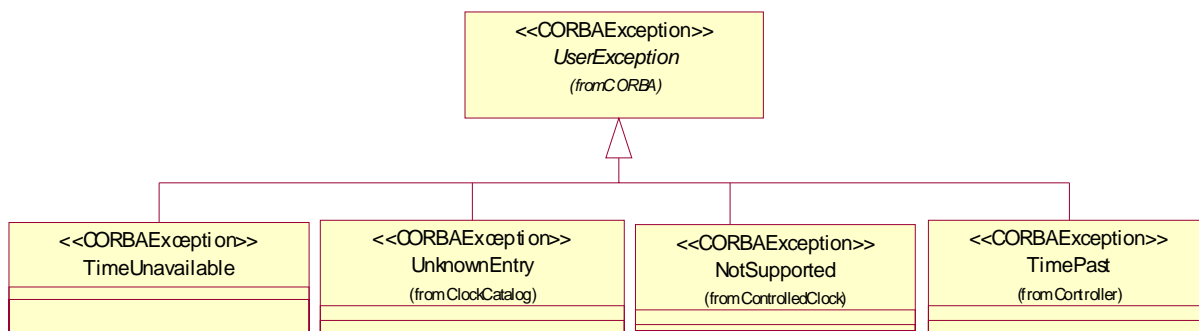 <<CORBAException>>
UserException
(fromCORBA)
<<CORBAException>>
TimeUnavailable
<<CORBAException>>
UnknownEntry
(fromClockCatalog)
<<CORBAException>>
NotSupported
(fromControlledClock)
<<CORBAException>>
TimePast
(fromController)